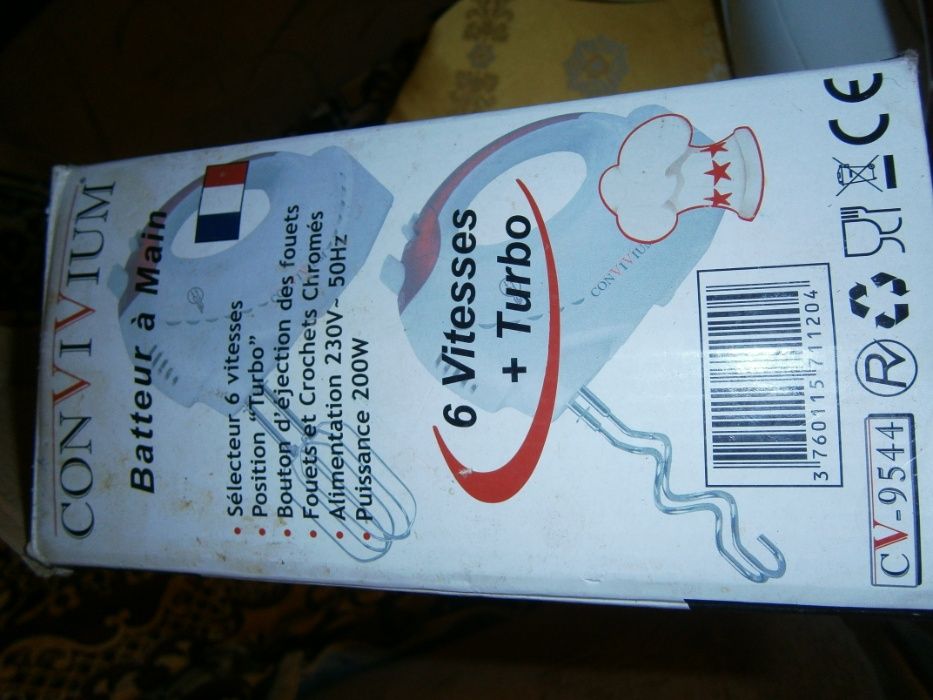 CONVIVIUM
Batteur à Main
• Sélecteur 6 vitesses
• Position "Turbo"
• Bouton d'éjection des fouets
• Fouets et Crochets Chromés
• Alimentation 230V~ 50Hz
• Puissance 200W
6 Vitesses
+ Turbo
CONVIVIUM
3 760115 711204
CV-9544
CE